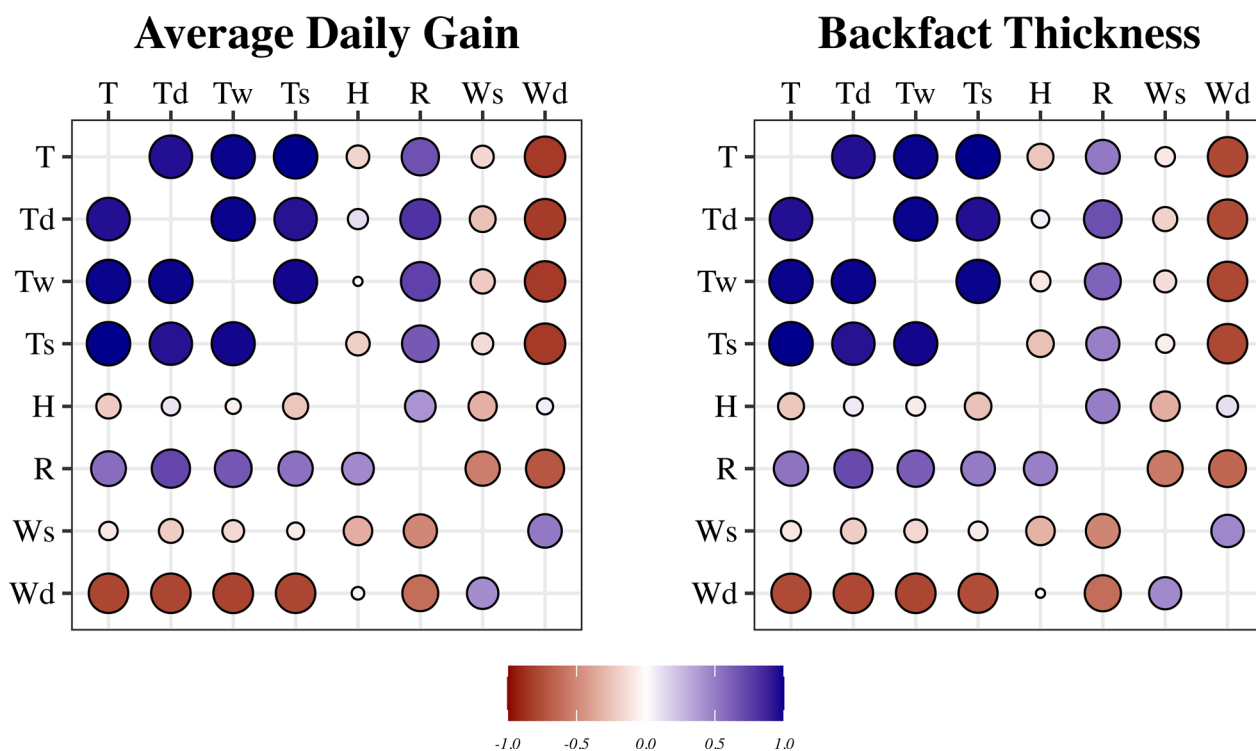 Average Daily Gain
Backfact Thickness
T Td Tw Ts H R Ws Wd
T Td Tw Ts H R Ws Wd
T
Td
Tw
Ts
H
R
Ws
Wd
T
Td
Tw
Ts
H
R
Ws
Wd
-1.0 -0.5 0.0 0.5 1.0